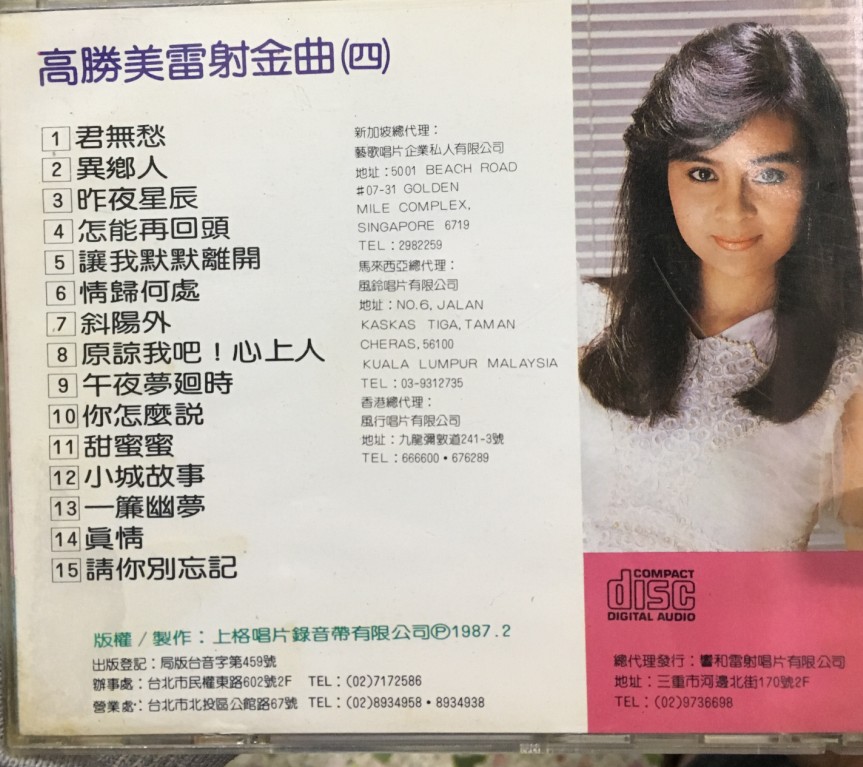 高勝美雷射金曲(四)
1 君無愁
2 異鄉人
3 昨夜星辰
4 怎能再回頭
5 讓我默默離開
6 情歸何處
7 斜陽外
8 原諒我吧！心上人
9 午夜夢迴時
10 你怎麼説
11 甜蜜蜜
12 小城故事
13 一簾幽夢
14 眞情
15 請你別忘記
新加坡總代理：
藝歌唱片企業私人有限公司
地址：5001 BEACH ROAD
#07-31 GOLDEN
MILE COMPLEX,
SINGAPORE 6719
TEL：2982259
馬來西亞總代理：
風鈴唱片有限公司
地址：NO.6, JALAN
KASKAS TIGA, TAMAN
CHERAS, 56100
KUALA LUMPUR MALAYSIA
TEL：03-9312735
香港總代理：
風行唱片有限公司
地址：九龍彌敦道241-3號
TEL：666600・676289
版權／製作：上格唱片錄音帶有限公司Ⓟ1987.2
出版登記：局版台音字第459號
辦事處：台北市民權東路602號2F TEL：(02)7172586
營業處：台北市北投區公館路67號 TEL：(02)8934958・8934938
COMPACT
disc
DIGITAL AUDIO
總代理發行：響和雷射唱片有限公司
地址：三重市河邊北街170號2F
TEL：(02)9736698